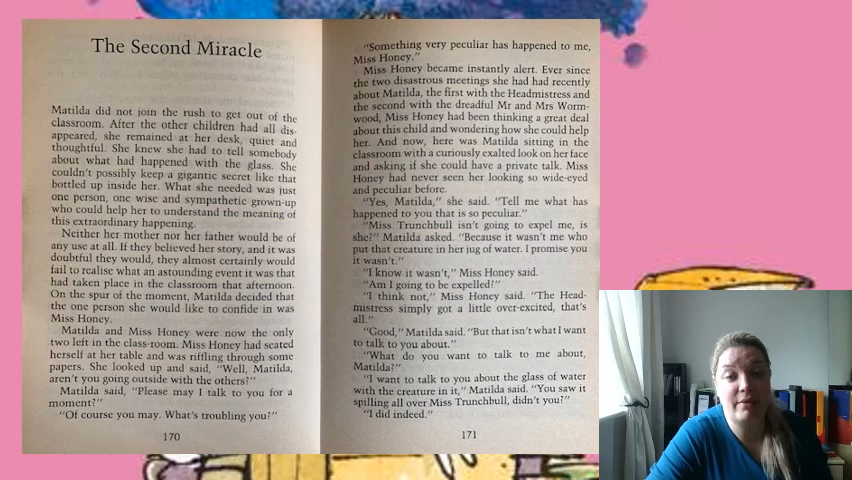 The Second Miracle
Matilda did not join the rush to get out of the
classroom. After the other children had all dis-
appeared, she remained at her desk, quiet and
thoughtful. She knew she had to tell somebody
about what had happened with the glass. She
couldn't possibly keep a gigantic secret like that
bottled up inside her. What she needed was just
one person, one wise and sympathetic grown-up
who could help her to understand the meaning of
this extraordinary happening.
Neither her mother nor her father would be of
any use at all. If they believed her story, and it was
doubtful they would, they almost certainly would
fail to realise what an astounding event it was that
had taken place in the classroom that afternoon.
On the spur of the moment, Matilda decided that
the one person she would like to confide in was
Miss Honey.
Matilda and Miss Honey were now the only
two left in the class-room. Miss Honey had seated
herself at her table and was riffling through some
papers. She looked up and said, "Well, Matilda,
aren't you going outside with the others?"
Matilda said, "Please may I talk to you for a
moment?"
"Of course you may. What's troubling you?"
170
"Something very peculiar has happened to me,
Miss Honey."
Miss Honey became instantly alert. Ever since
the two disastrous meetings she had had recently
about Matilda, the first with the Headmistress and
the second with the dreadful Mr and Mrs Worm-
wood, Miss Honey had been thinking a great deal
about this child and wondering how she could help
her. And now, here was Matilda sitting in the
classroom with a curiously exalted look on her face
and asking if she could have a private talk. Miss
Honey had never seen her looking so wide-eyed
and peculiar before.
"Yes, Matilda," she said. "Tell me what has
happened to you that is so peculiar."
"Miss Trunchbull isn't going to expel me, is
she?" Matilda asked. "Because it wasn't me who
put that creature in her jug of water. I promise you
it wasn't."
"I know it wasn't," Miss Honey said.
"Am I going to be expelled?"
"I think not," Miss Honey said. "The Head-
mistress simply got a little over-excited, that's
all."
"Good," Matilda said. "But that isn't what I want
to talk to you about."
"What do you want to talk to me about,
Matilda?"
"I want to talk to you about the glass of water
with the creature in it," Matilda said. "You saw it
spilling all over Miss Trunchbull, didn't you?"
"I did indeed."
171